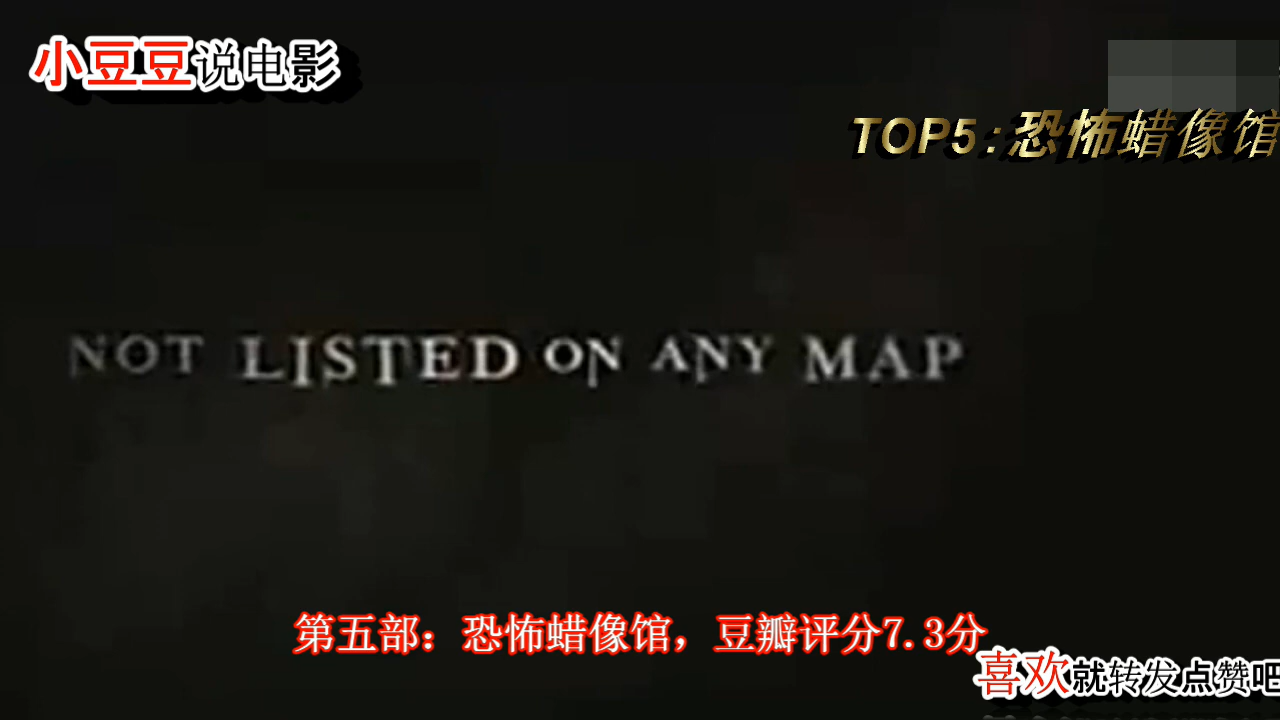 小豆豆说电影
TOP5:恐怖蜡像馆
NOT LISTED ON ANY MAP
第五部：恐怖蜡像馆，豆瓣评分7.3分
喜欢就转发点赞吧